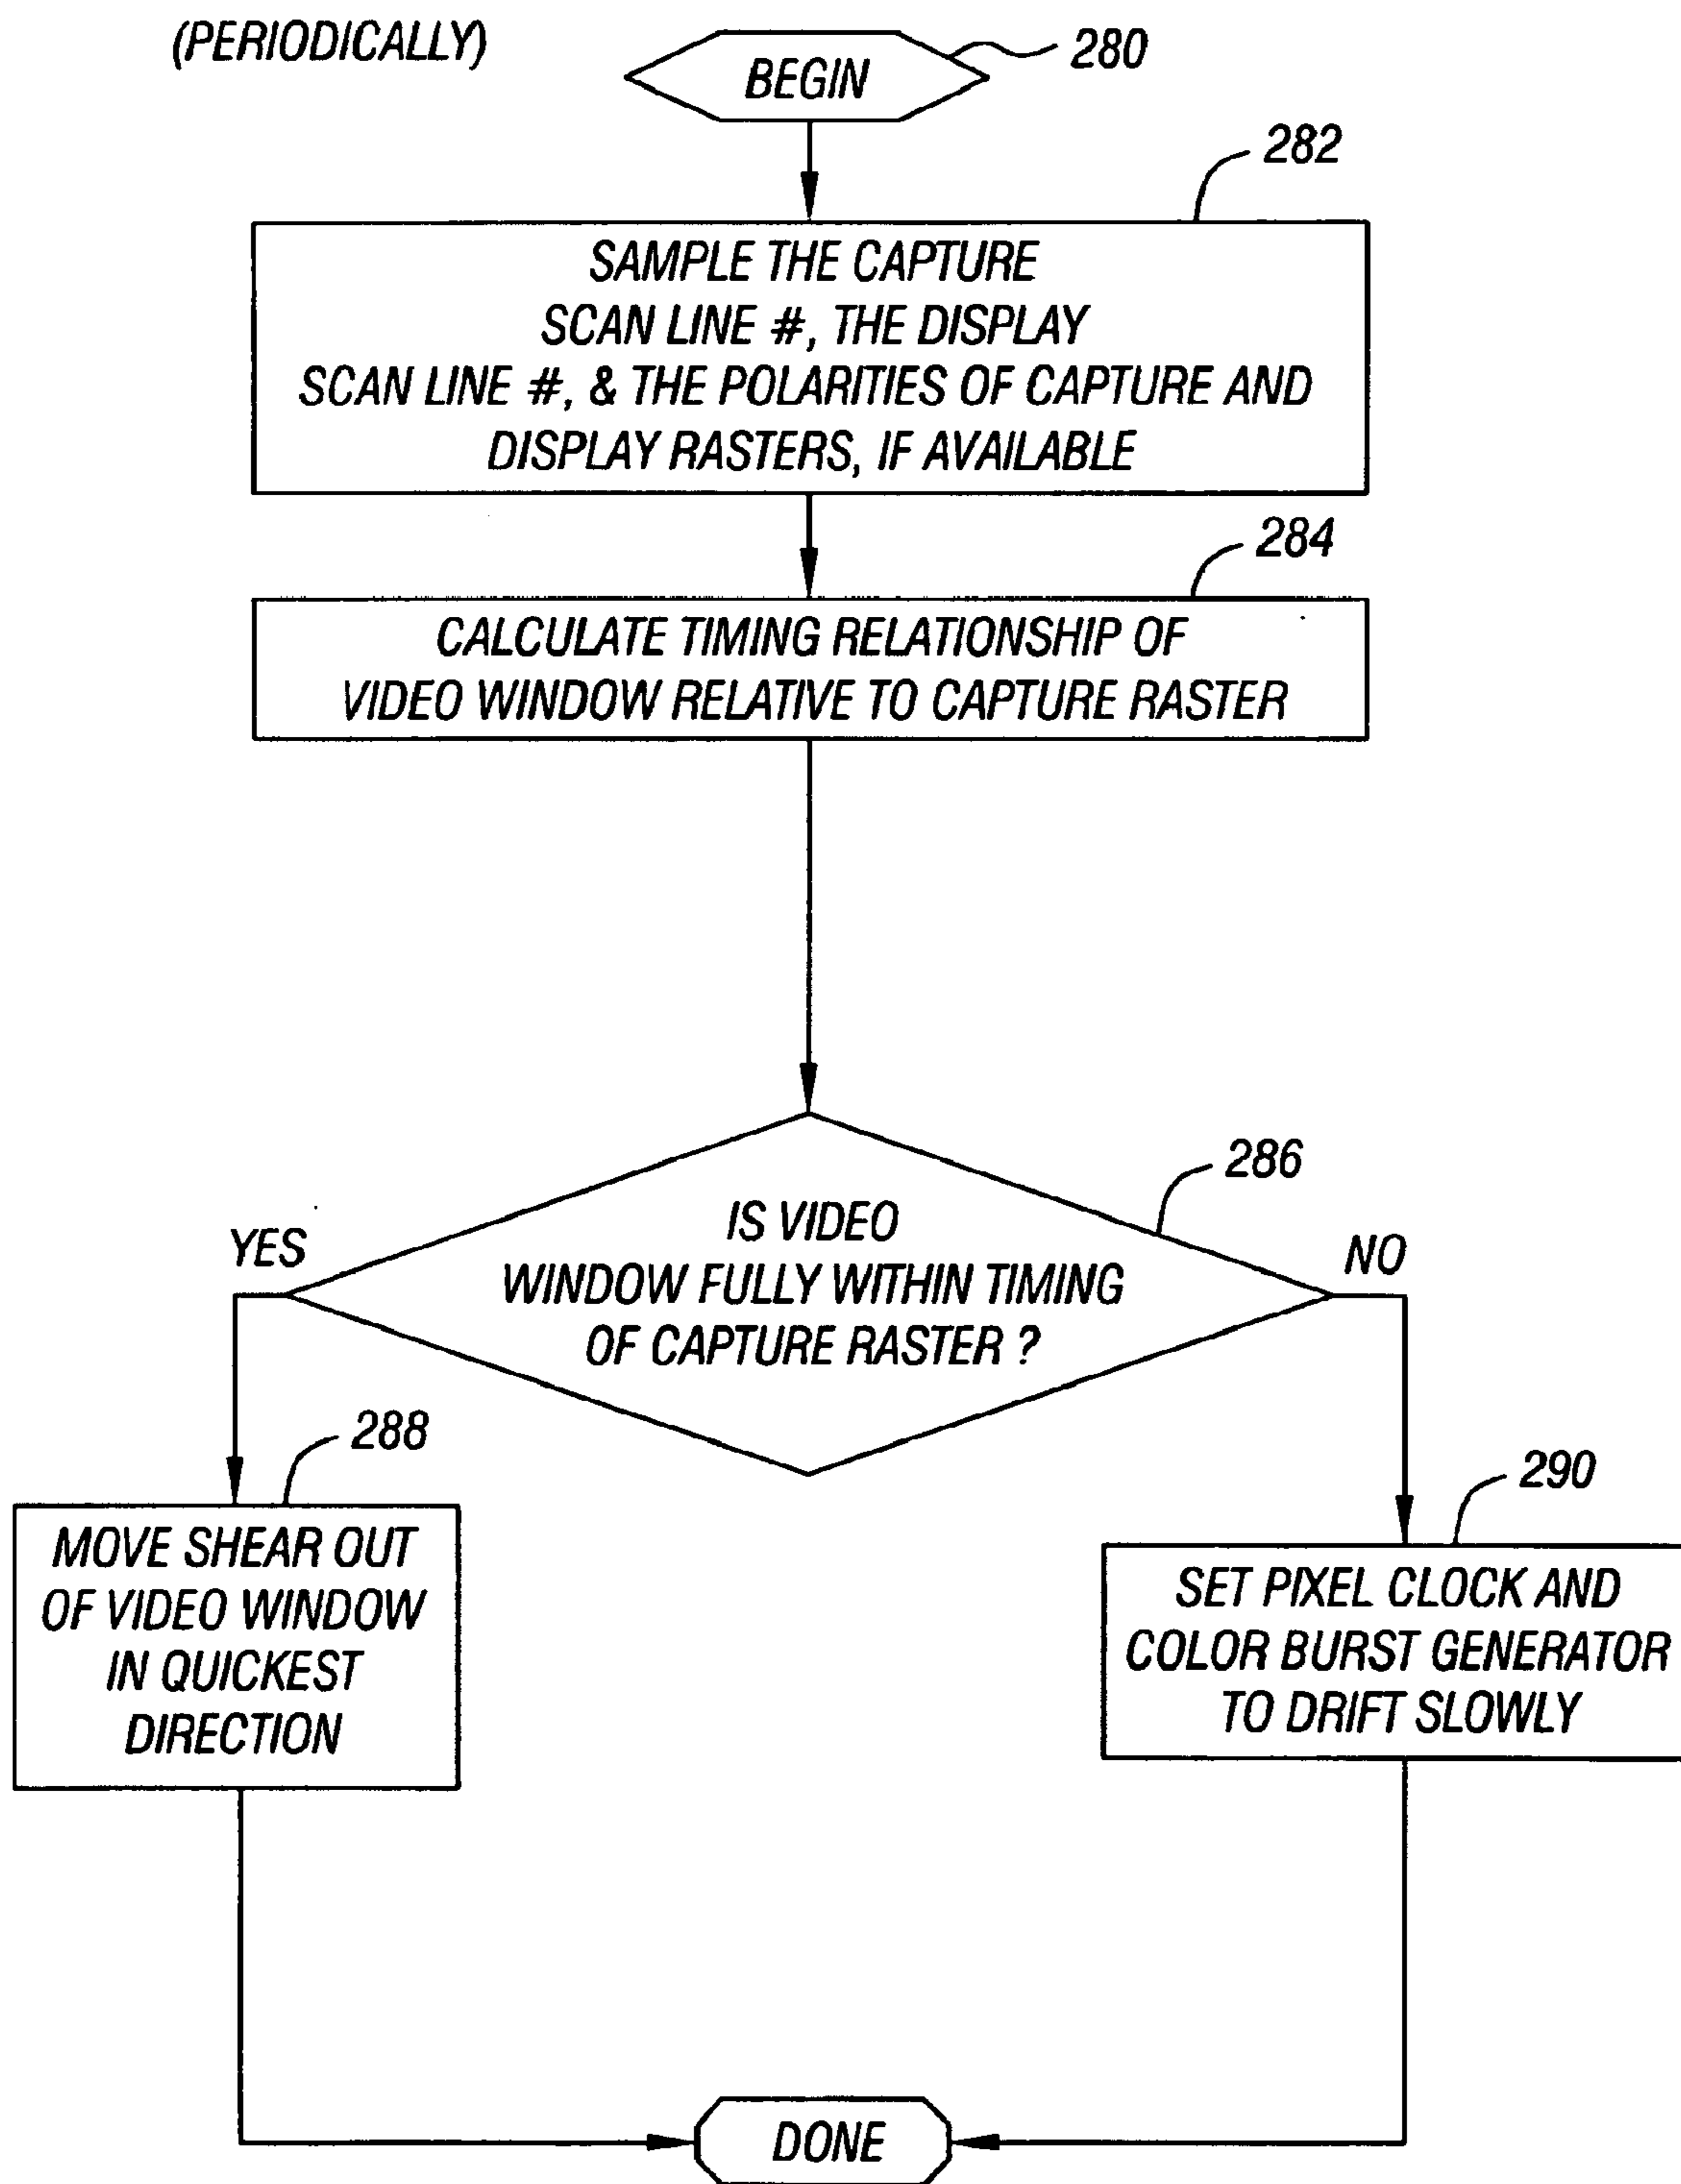 (PERIODICALLY)
BEGIN
280
282
SAMPLE THE CAPTURE
SCAN LINE #, THE DISPLAY
SCAN LINE #, & THE POLARITIES OF CAPTURE AND
DISPLAY RASTERS, IF AVAILABLE
284
CALCULATE TIMING RELATIONSHIP OF
VIDEO WINDOW RELATIVE TO CAPTURE RASTER
286
IS VIDEO
WINDOW FULLY WITHIN TIMING
OF CAPTURE RASTER ?
YES
NO
288
MOVE SHEAR OUT
OF VIDEO WINDOW
IN QUICKEST
DIRECTION
290
SET PIXEL CLOCK AND
COLOR BURST GENERATOR
TO DRIFT SLOWLY
DONE